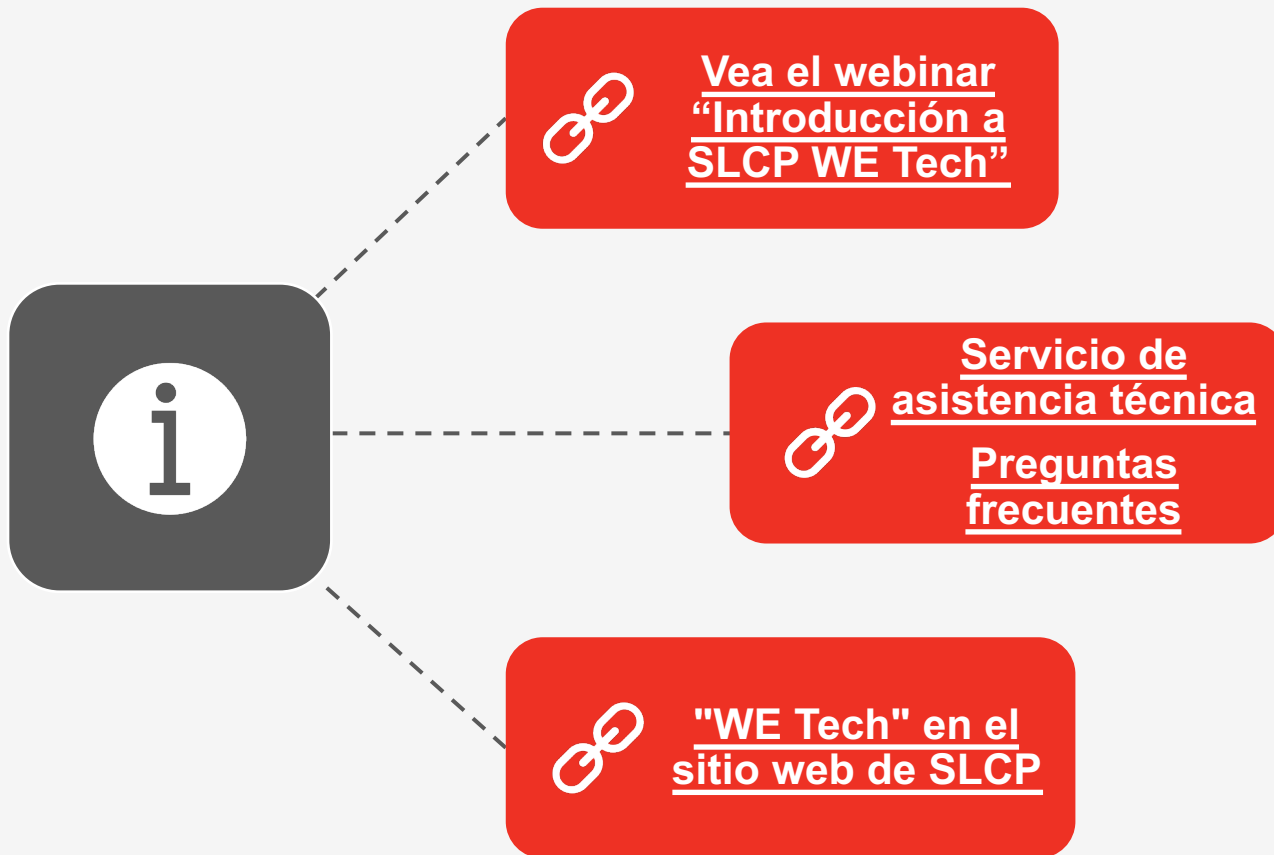 Vea el webinar
“Introducción a
SLCP WE Tech”
Servicio de
asistencia técnica
Preguntas
frecuentes
"WE Tech" en el
sitio web de SLCP